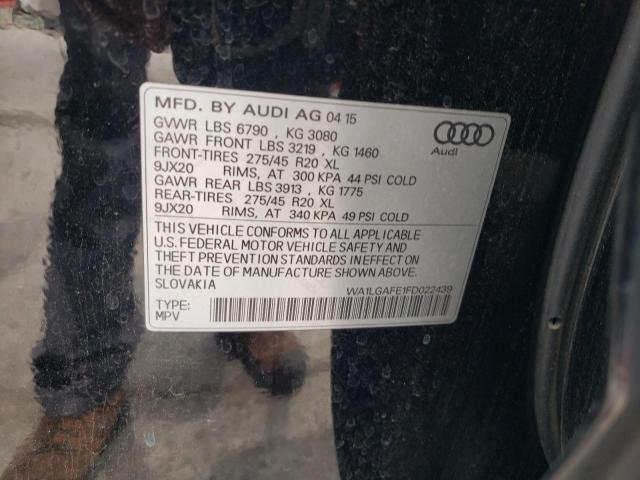 MFD. BY AUDI AG 04 15
GVWR LBS 6790 , KG 3080
GAWR FRONT LBS 3219 , KG 1460
FRONT-TIRES 275/45 R20 XL
9JX20 RIMS, AT 300 KPA 44 PSI COLD
GAWR REAR LBS 3913 , KG 1775
REAR-TIRES 275/45 R20 XL
9JX20 RIMS, AT 340 KPA 49 PSI COLD
Audi
THIS VEHICLE CONFORMS TO ALL APPLICABLE
U.S. FEDERAL MOTOR VEHICLE SAFETY AND
THEFT PREVENTION STANDARDS IN EFFECT ON
THE DATE OF MANUFACTURE SHOWN ABOVE.
SLOVAKIA
WA1LGAFE1FD022439
TYPE:
MPV